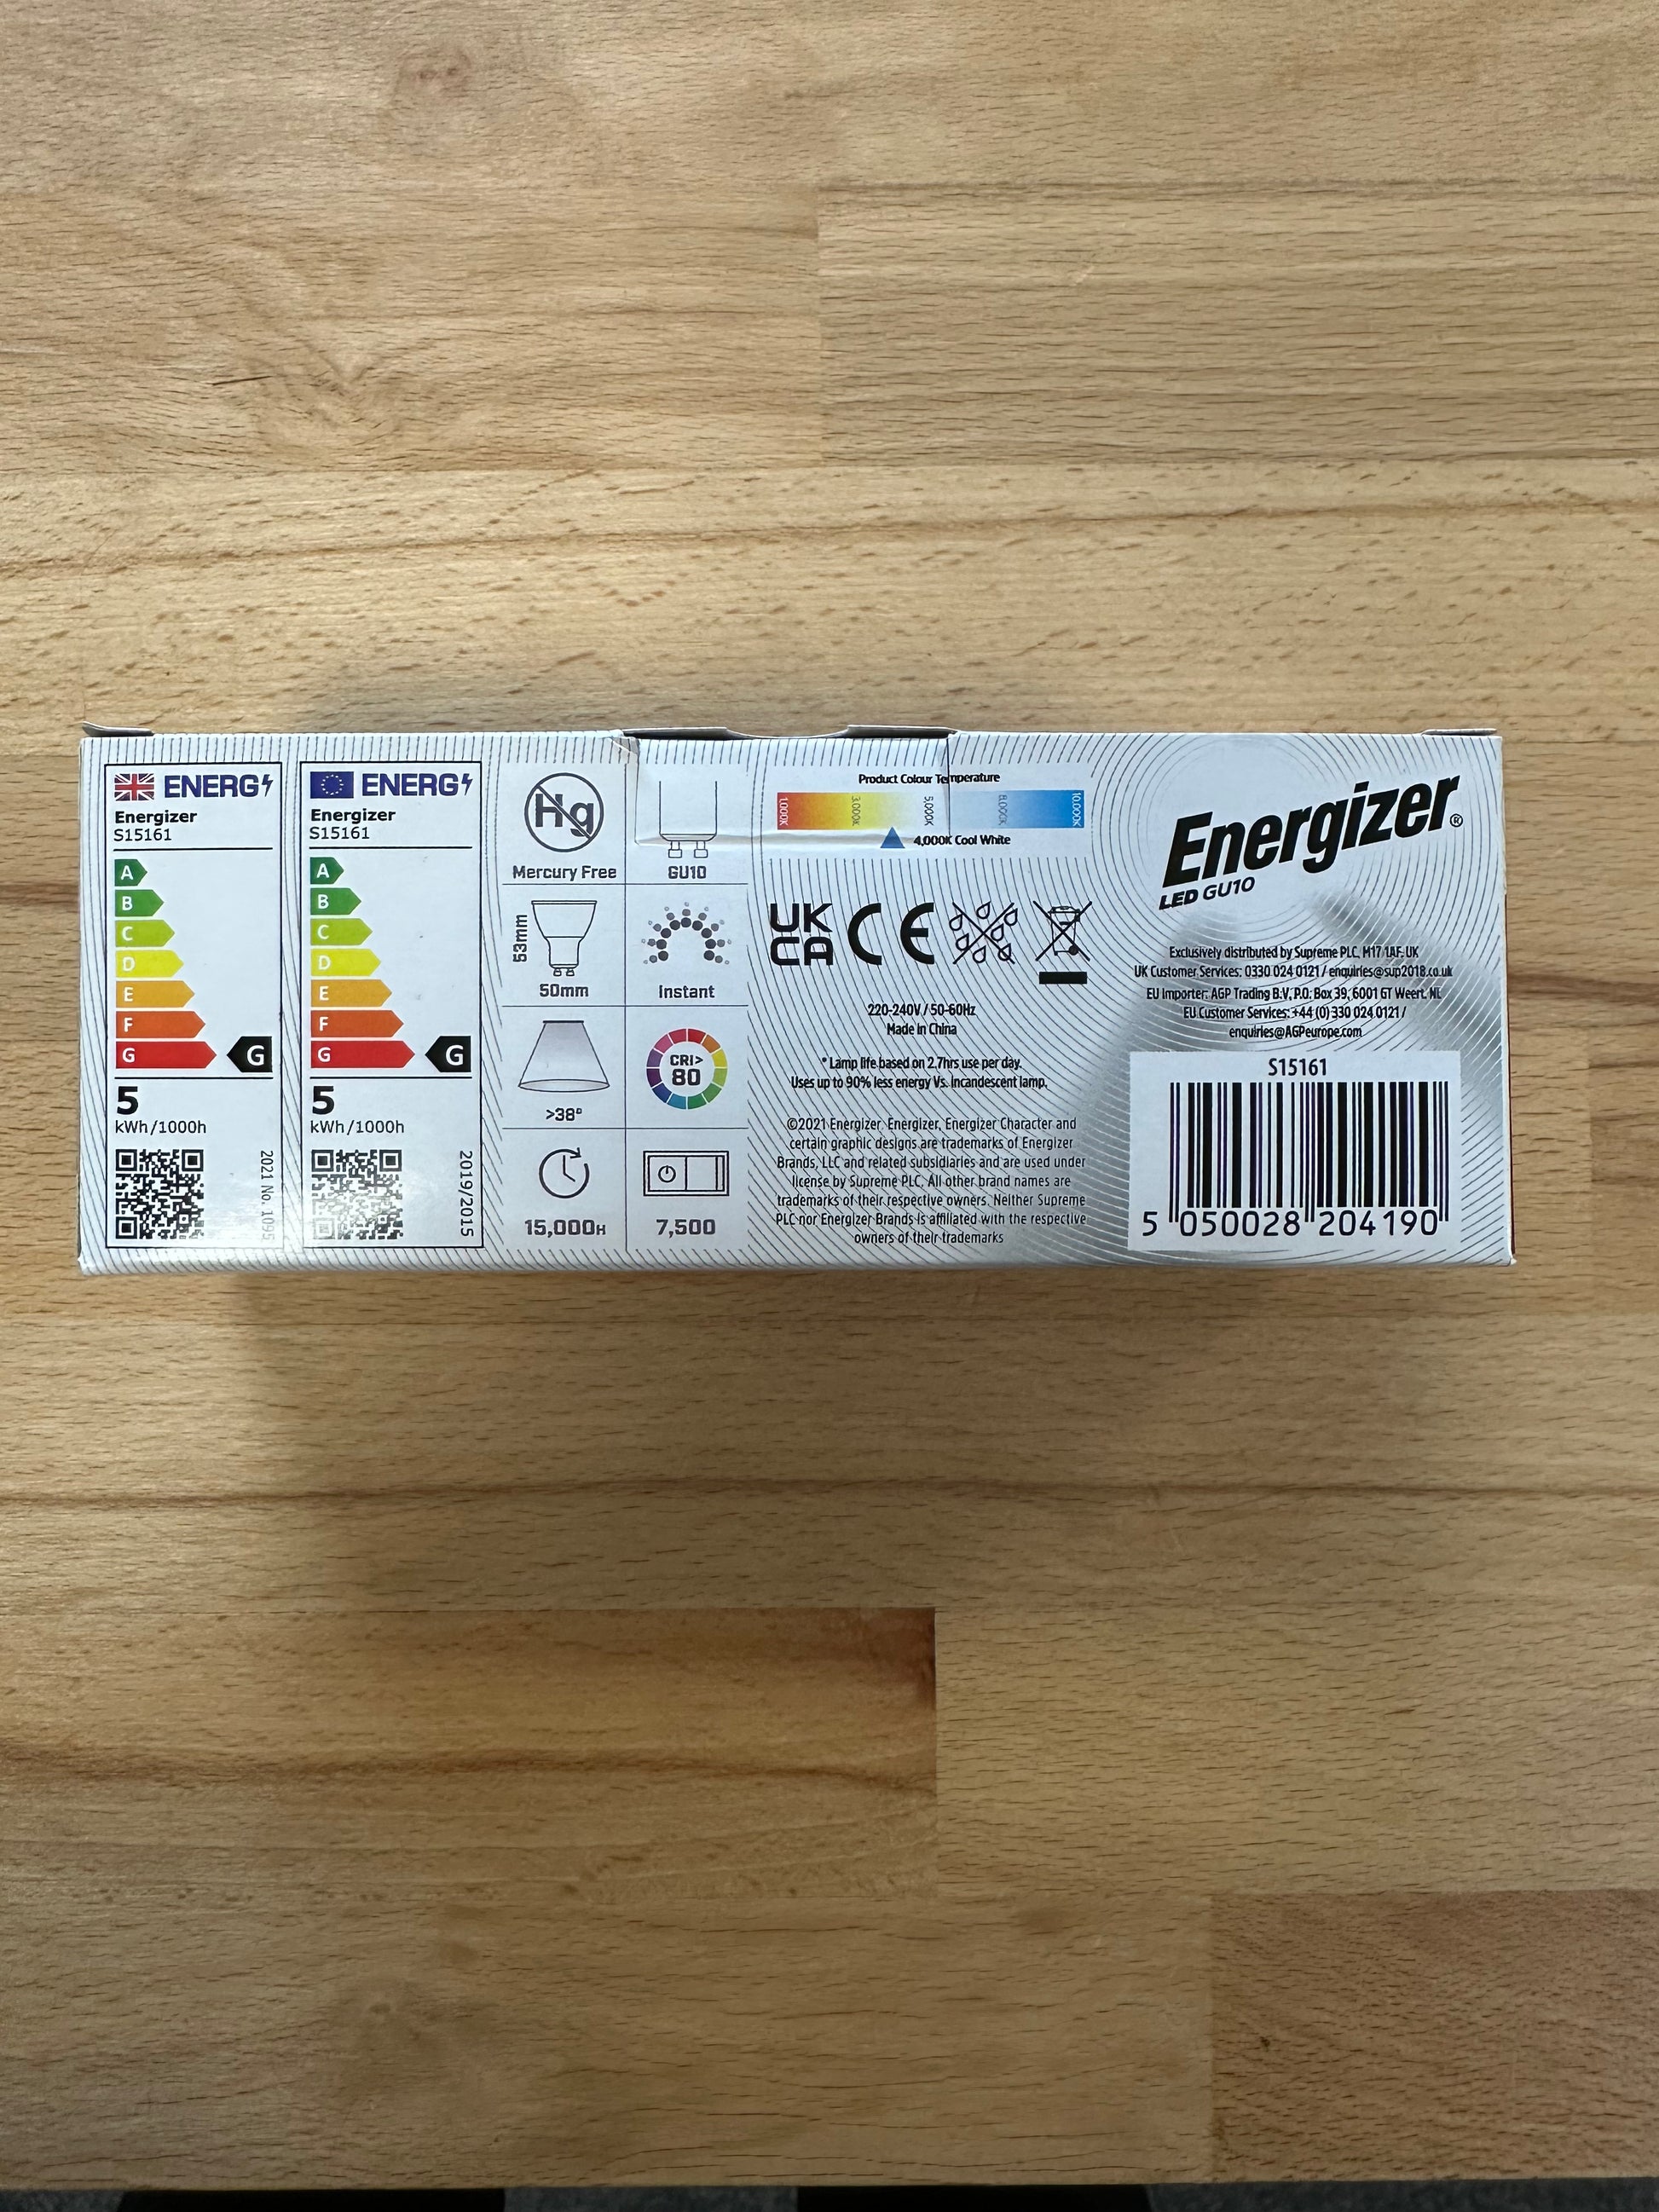 ENERG
Energizer
S15161
A
B
C
D
E
F
G
G
5
kWh/1000h
2021 No. 1095
ENERG
Energizer
S15161
A
B
C
D
E
F
G
G
5
kWh/1000h
2019/2015
Hg
Mercury Free
GU10
53mm
50mm
Instant
>38°
CRI>
80
15,000H
7,500
Product Colour Temperature
1,000K
3,000K
5,000K
8,000K
10,000K
4,000K Cool White
UK
CA
CE
220-240V / 50-60Hz
Made in China
* Lamp life based on 2.7hrs use per day.
Uses up to 90% less energy Vs. incandescent lamp.
©2021 Energizer. Energizer, Energizer Character and
certain graphic designs are trademarks of Energizer
Brands, LLC and related subsidiaries and are used under
license by Supreme PLC. All other brand names are
trademarks of their respective owners. Neither Supreme
PLC nor Energizer Brands is affiliated with the respective
owners of their trademarks
Energizer®
LED GU10
Exclusively distributed by Supreme PLC, M17 1AF. UK
UK Customer Services: 0330 024 0121 / enquiries@sup2018.co.uk
EU Importer: AGP Trading B.V, P.O. Box 39, 6001 GT Weert. NL
EU Customer Services: +44 (0) 330 024 0121 /
enquiries@AGPeurope.com
S15161
5 050028 204190